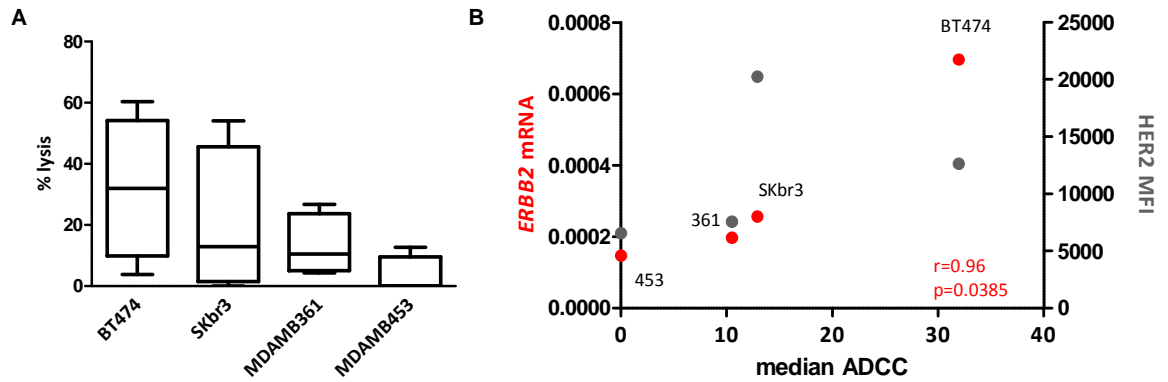 A
% lysis
80
60
40
20
0
BT474
SKbr3
MDAMB361
MDAMB453
B
ERBB2 mRNA
0.0008
0.0006
0.0004
0.0002
0.0000
BT474
SKbr3
361
453
r=0.96
p=0.0385
25000
20000
15000
10000
5000
0
HER2 MFI
0
10
20
30
40
median ADCC